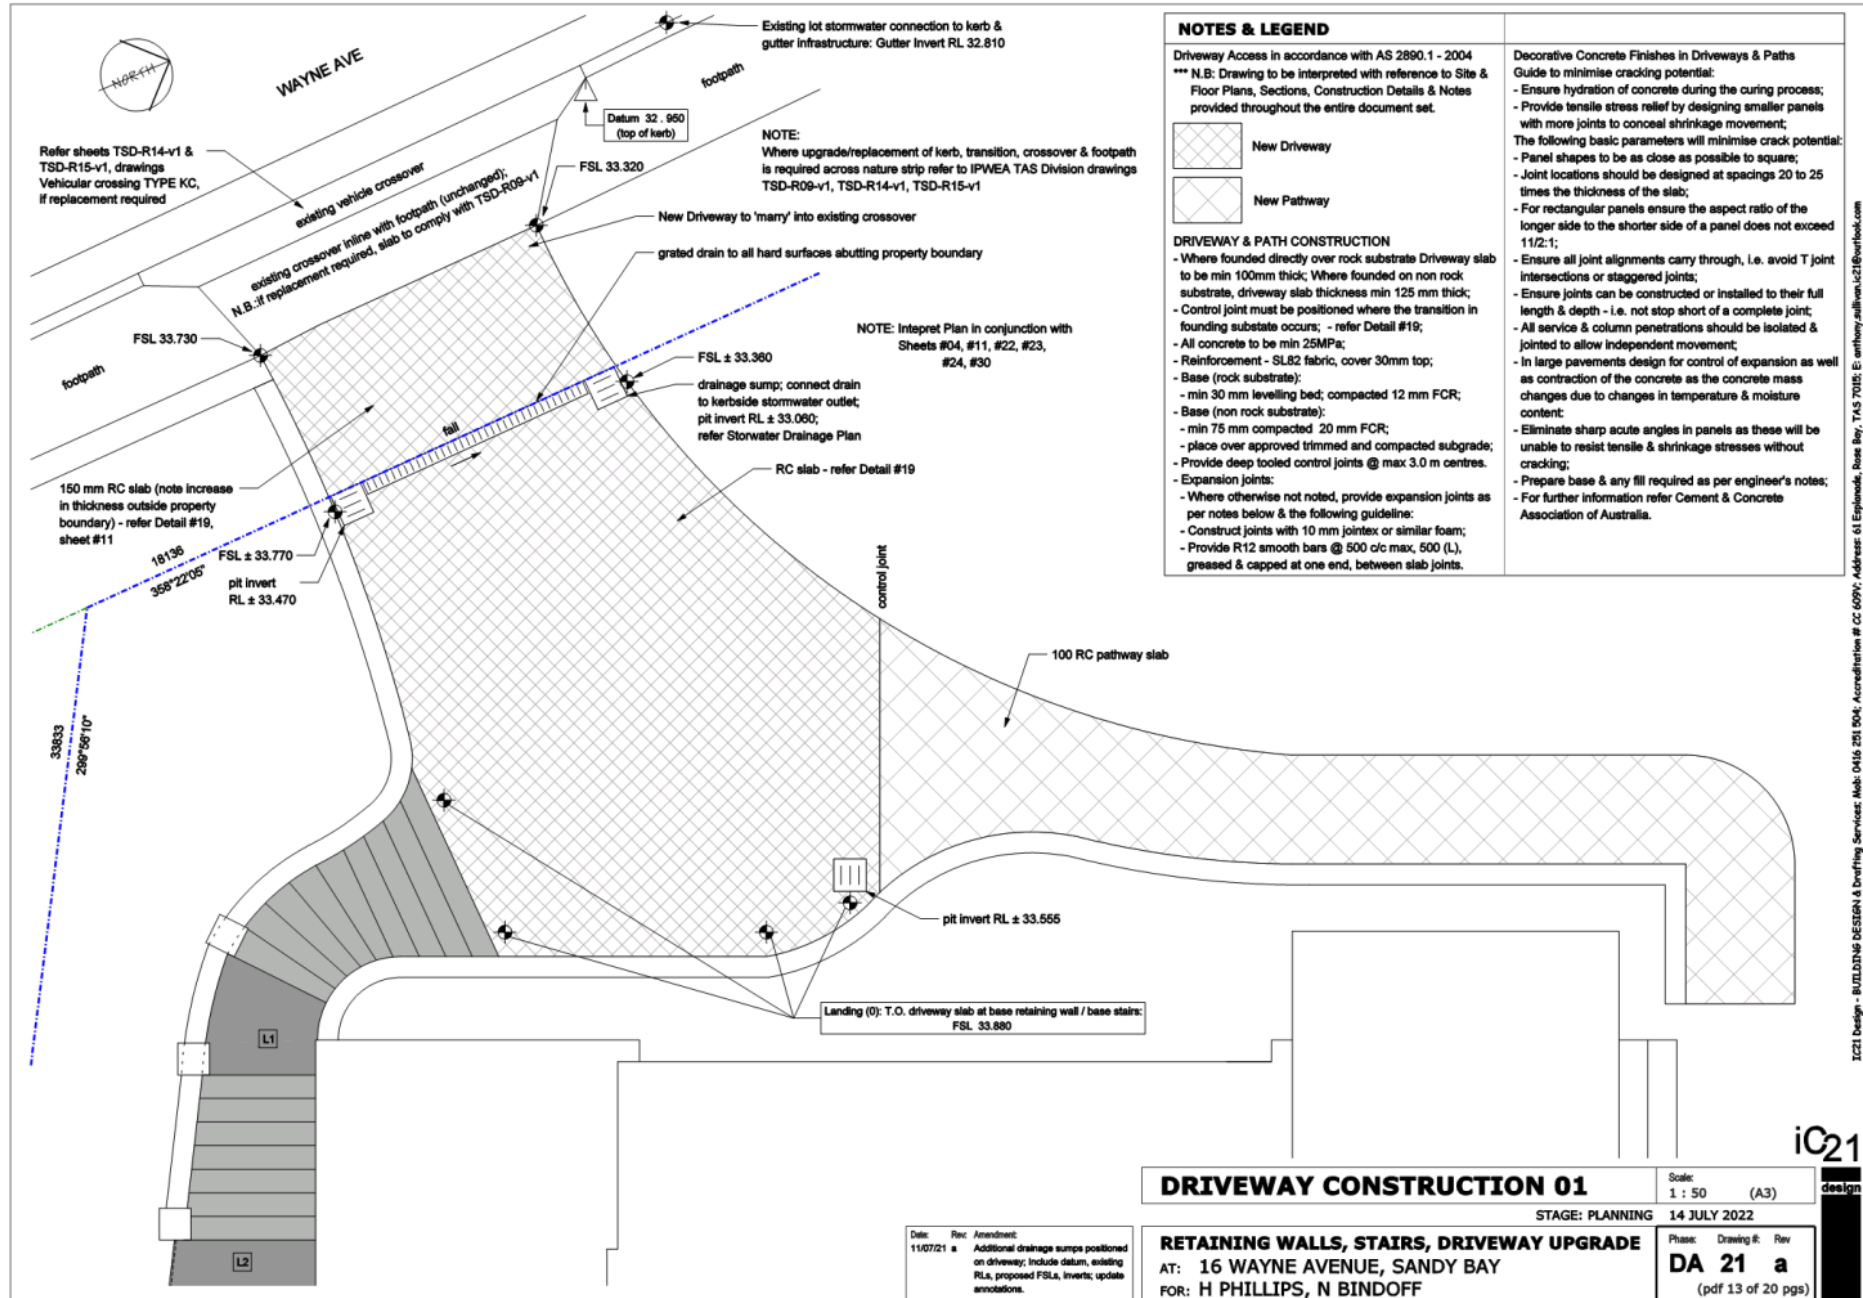 Existing lot stormwater connection to kerb &
gutter infrastructure: Gutter Invert RL 32.810
NORTH
WAYNE AVE
footpath
Datum 32 . 950
(top of kerb)
NOTE:
Where upgrade/replacement of kerb, transition, crossover & footpath
is required across nature strip refer to IPWEA TAS Division drawings
TSD-R09-v1, TSD-R14-v1, TSD-R15-v1
Refer sheets TSD-R14-v1 &
TSD-R15-v1, drawings
Vehicular crossing TYPE KC,
if replacement required
FSL 33.320
existing vehicle crossover
existing crossover inline with footpath (unchanged);
N.B.:if replacement required, slab to comply with TSD-R09-v1
New Driveway to 'marry' into existing crossover
grated drain to all hard surfaces abutting property boundary
FSL 33.730
footpath
NOTE: Intepret Plan in conjunction with
Sheets #04, #11, #22, #23,
#24, #30
FSL ± 33.360
drainage sump; connect drain
to kerbside stormwater outlet;
pit invert RL ± 33.060;
refer Storwater Drainage Plan
fall
RC slab - refer Detail #19
150 mm RC slab (note increase
in thickness outside property
boundary) - refer Detail #19,
sheet #11
FSL ± 33.770
18136
358°22'05"
pit invert
RL ± 33.470
control joint
100 RC pathway slab
33833
299°56'10"
pit invert RL ± 33.555
Landing (0): T.O. driveway slab at base retaining wall / base stairs:
FSL 33.880
L1
L2
NOTES & LEGEND
Driveway Access in accordance with AS 2890.1 - 2004
*** N.B: Drawing to be interpreted with reference to Site &
Floor Plans, Sections, Construction Details & Notes
provided throughout the entire document set.
New Driveway
New Pathway
DRIVEWAY & PATH CONSTRUCTION
- Where founded directly over rock substrate Driveway slab
to be min 100mm thick; Where founded on non rock
substrate, driveway slab thickness min 125 mm thick;
- Control joint must be positioned where the transition in
founding substate occurs; - refer Detail #19;
- All concrete to be min 25MPa;
- Reinforcement - SL82 fabric, cover 30mm top;
- Base (rock substrate):
- min 30 mm levelling bed; compacted 12 mm FCR;
- Base (non rock substrate):
- min 75 mm compacted 20 mm FCR;
- place over approved trimmed and compacted subgrade;
- Provide deep tooled control joints @ max 3.0 m centres.
- Expansion joints:
- Where otherwise not noted, provide expansion joints as
per notes below & the following guideline:
- Construct joints with 10 mm jointex or similar foam;
- Provide R12 smooth bars @ 500 c/c max, 500 (L),
greased & capped at one end, between slab joints.
Decorative Concrete Finishes in Driveways & Paths
Guide to minimise cracking potential:
- Ensure hydration of concrete during the curing process;
- Provide tensile stress relief by designing smaller panels
with more joints to conceal shrinkage movement;
The following basic parameters will minimise crack potential:
- Panel shapes to be as close as possible to square;
- Joint locations should be designed at spacings 20 to 25
times the thickness of the slab;
- For rectangular panels ensure the aspect ratio of the
longer side to the shorter side of a panel does not exceed
11/2:1;
- Ensure all joint alignments carry through, i.e. avoid T joint
intersections or staggered joints;
- Ensure joints can be constructed or installed to their full
length & depth - i.e. not stop short of a complete joint;
- All service & column penetrations should be isolated &
jointed to allow independent movement;
- In large pavements design for control of expansion as well
as contraction of the concrete as the concrete mass
changes due to changes in temperature & moisture
content:
- Eliminate sharp acute angles in panels as these will be
unable to resist tensile & shrinkage stresses without
cracking;
- Prepare base & any fill required as per engineer's notes;
- For further information refer Cement & Concrete
Association of Australia.
IC21 Design - BUILDING DESIGN & Drafting Services; Mob: 0416 251 504; Accreditation # CC 609V; Address: 61 Esplanade, Rose Bay, TAS 7015; E: anthony.sullivan.ic21@outlook.com
iC21
design
DRIVEWAY CONSTRUCTION 01
Scale:
1 : 50 (A3)
STAGE: PLANNING 14 JULY 2022
Date: Rev: Amendment:
11/07/21 a Additional drainage sumps positioned
on driveway; include datum, existing
RLs, proposed FSLs, inverts; update
annotations.
RETAINING WALLS, STAIRS, DRIVEWAY UPGRADE
AT: 16 WAYNE AVENUE, SANDY BAY
FOR: H PHILLIPS, N BINDOFF
Phase: Drawing #: Rev
DA 21 a
(pdf 13 of 20 pgs)